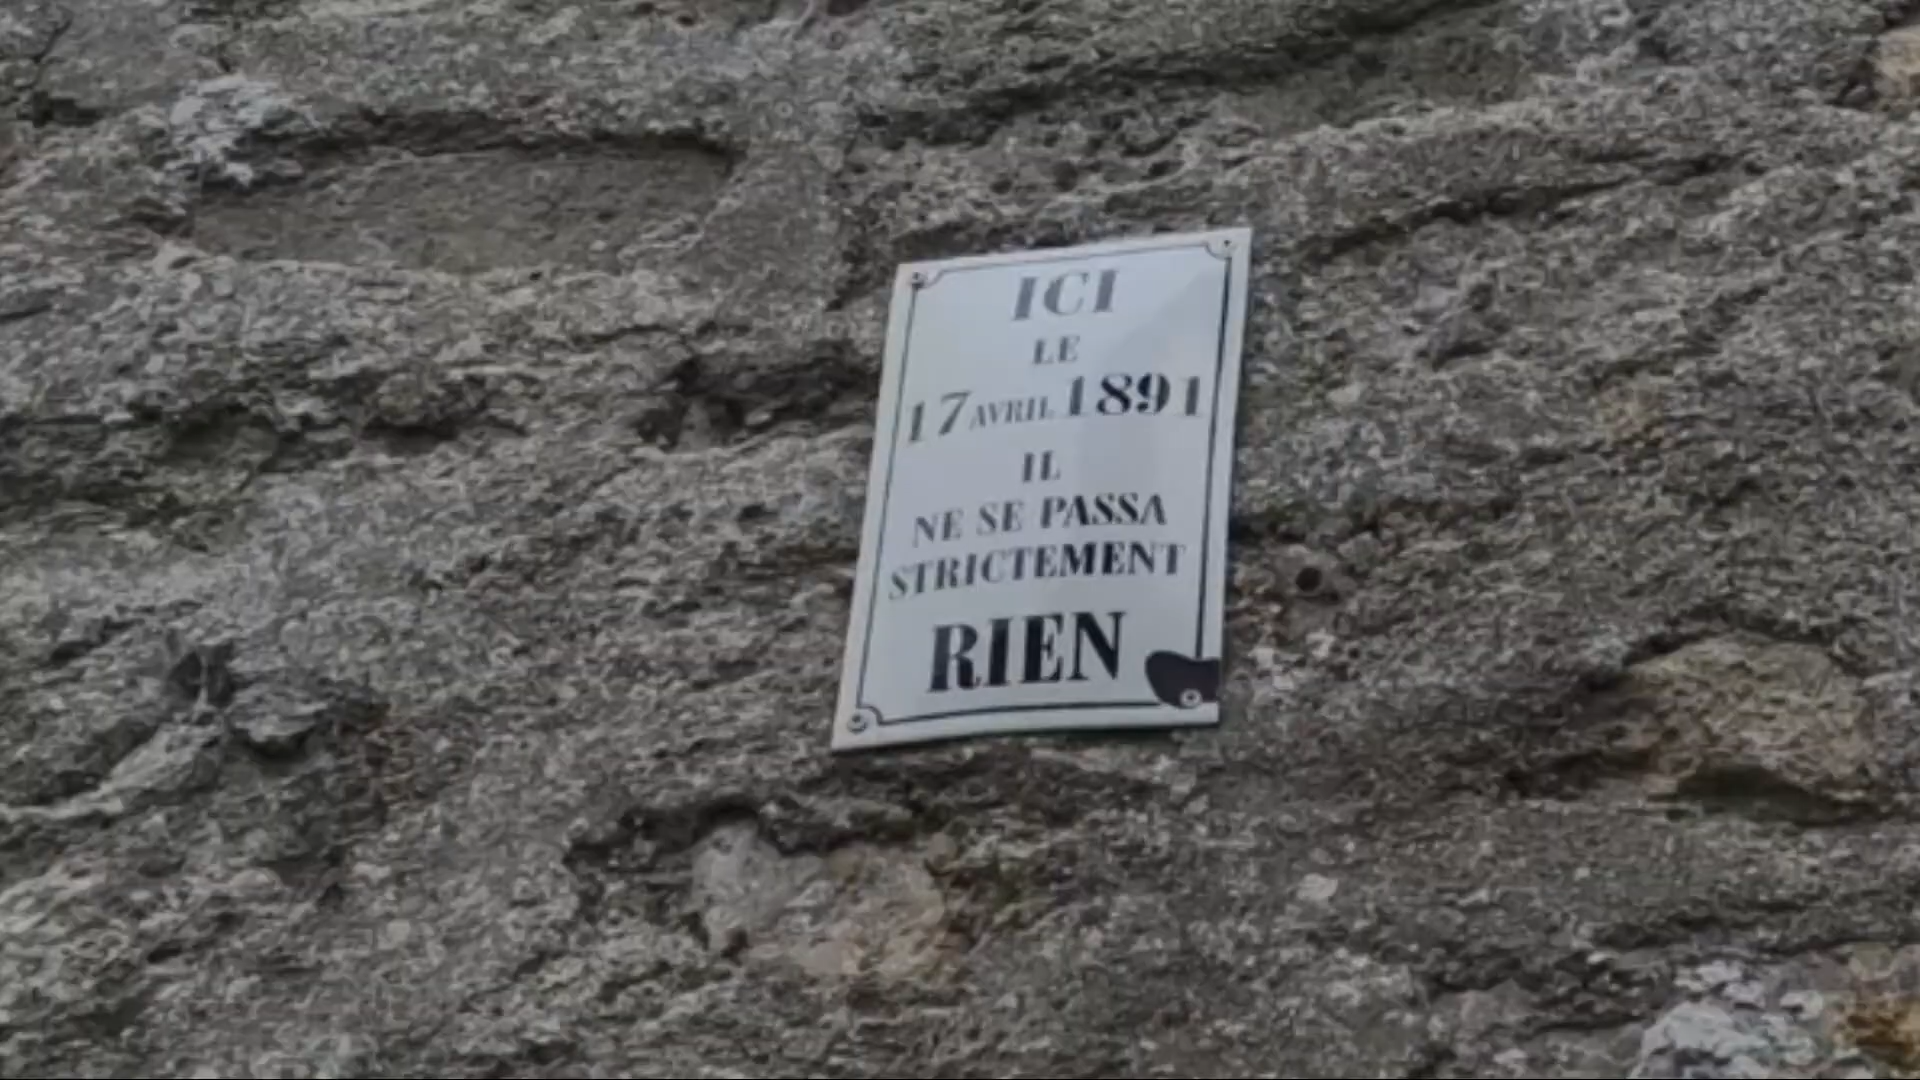 ICI
LE
17 AVRIL 1891
IL
NE SE PASSA
STRICTEMENT
RIEN